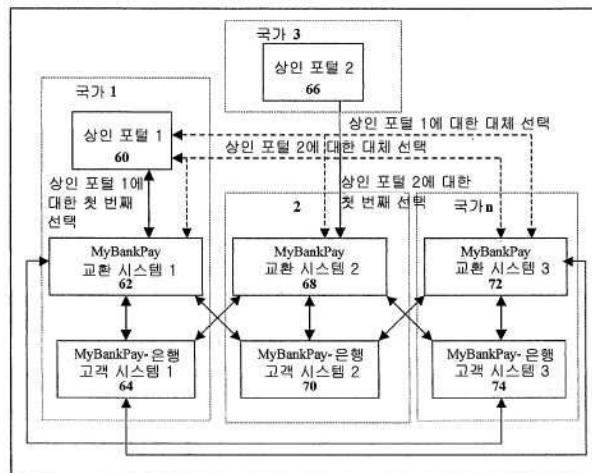 국가 3
상인 포털 2
66
국가 1
상인 포털 1
60
상인 포털 1에 대한 대체 선택
상인 포털 2에 대한 대체 선택
상인 포털 1에
대한 첫 번째
선택
상인 포털 2에 대한
첫 번째 선택
2
국가n
MyBankPay
교환 시스템 1
62
MyBankPay
교환 시스템 2
68
MyBankPay
교환 시스템 3
72
MyBankPay-은행
고객 시스템 1
64
MyBankPay-은행
고객 시스템 2
70
MyBankPay-은행
고객 시스템 3
74